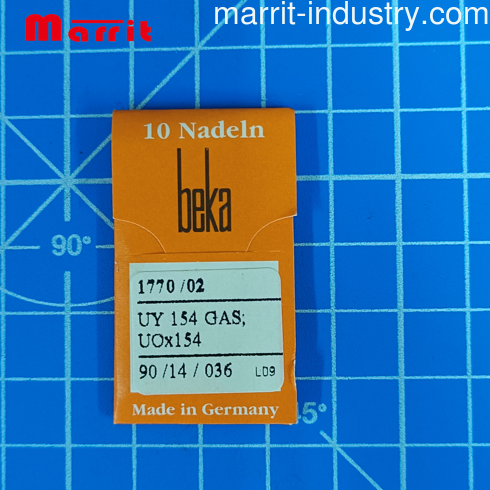 Marrit
marrit-industry.com
10 Nadeln
beka
90°
1770/02
UY 154 GAS;
UOx154
90/14/036 LD9
Made in Germany
45°